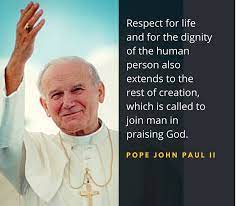 Respect for life
and for the dignity
of the human
person also
extends to the
rest of creation,
which is called to
join man in
praising God.
POPE JOHN PAUL II